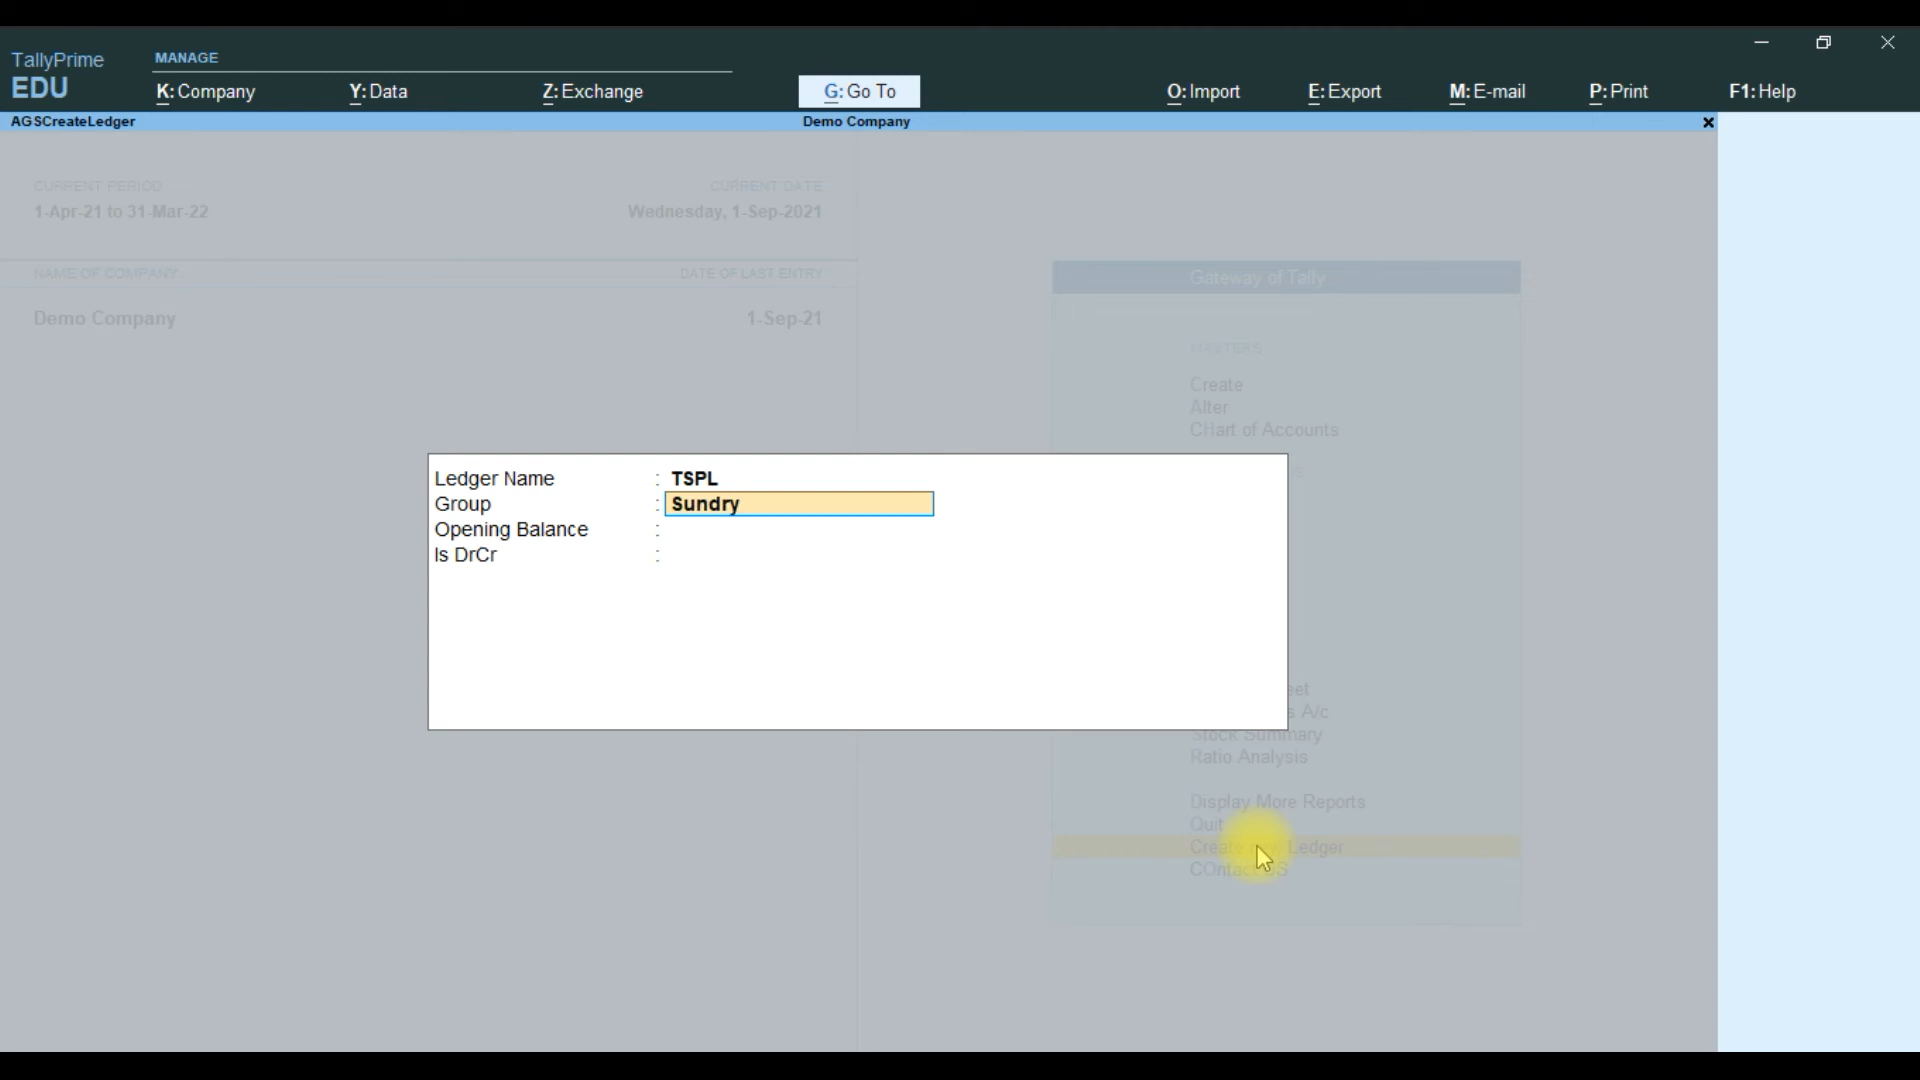 TallyPrime
EDU
MANAGE
K: Company
Y: Data
Z: Exchange
G: Go To
O: Import
E: Export
M: E-mail
P: Print
F1: Help
AGSCreateLedger
Demo Company
CURRENT PERIOD
CURRENT DATE
1-Apr-21 to 31-Mar-22
Wednesday, 1-Sep-2021
NAME OF COMPANY
DATE OF LAST ENTRY
Demo Company
1-Sep-21
Gateway of Tally
MASTERS
Create
Alter
CHart of Accounts
Ledger Name : TSPL
Group : Sundry
Opening Balance :
Is DrCr :
s A/c
Stock Summary
Ratio Analysis
Display More Reports
Quit
Ledger